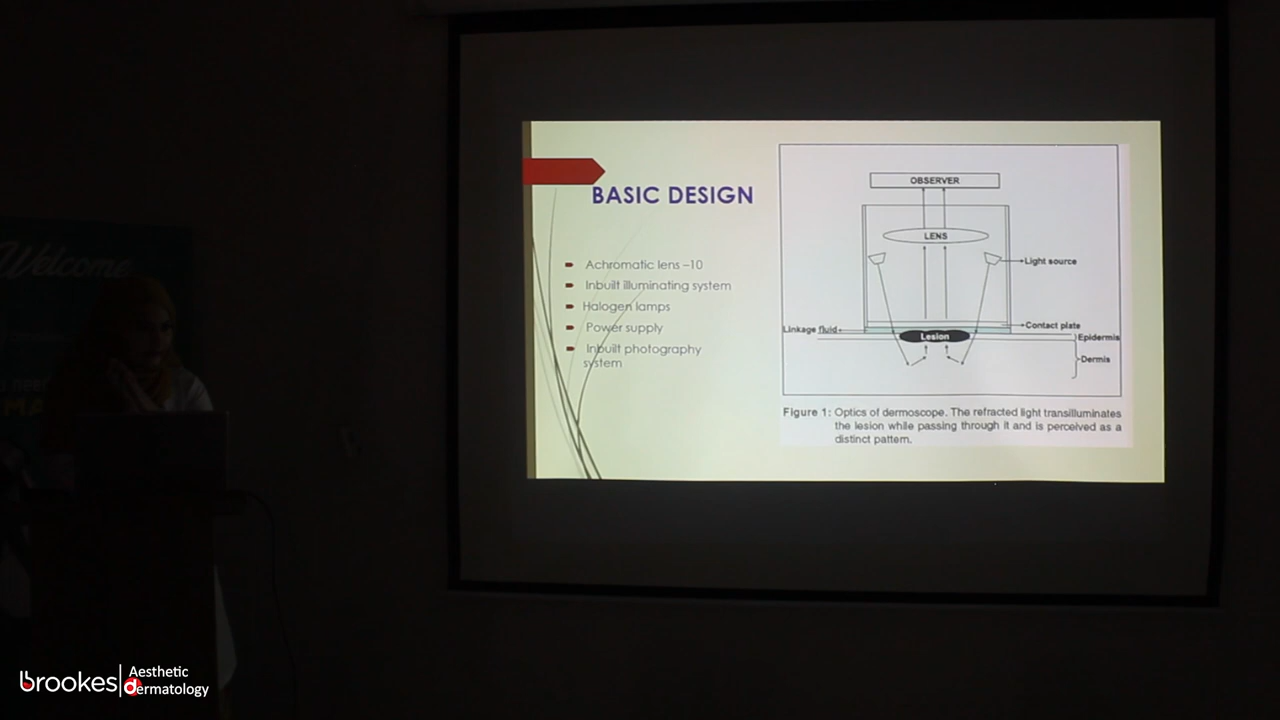 Welcome
BASIC DESIGN
Achromatic lens –10
Inbuilt illuminating system
Halogen lamps
Power supply
Inbuilt photography
system
OBSERVER
LENS
Light source
Linkage fluid
Contact plate
Lesion
Epidermis
Dermis
Figure 1: Optics of dermoscope. The refracted light transilluminates
the lesion while passing through it and is perceived as a
distinct pattern.
brookes
Aesthetic
dermatology